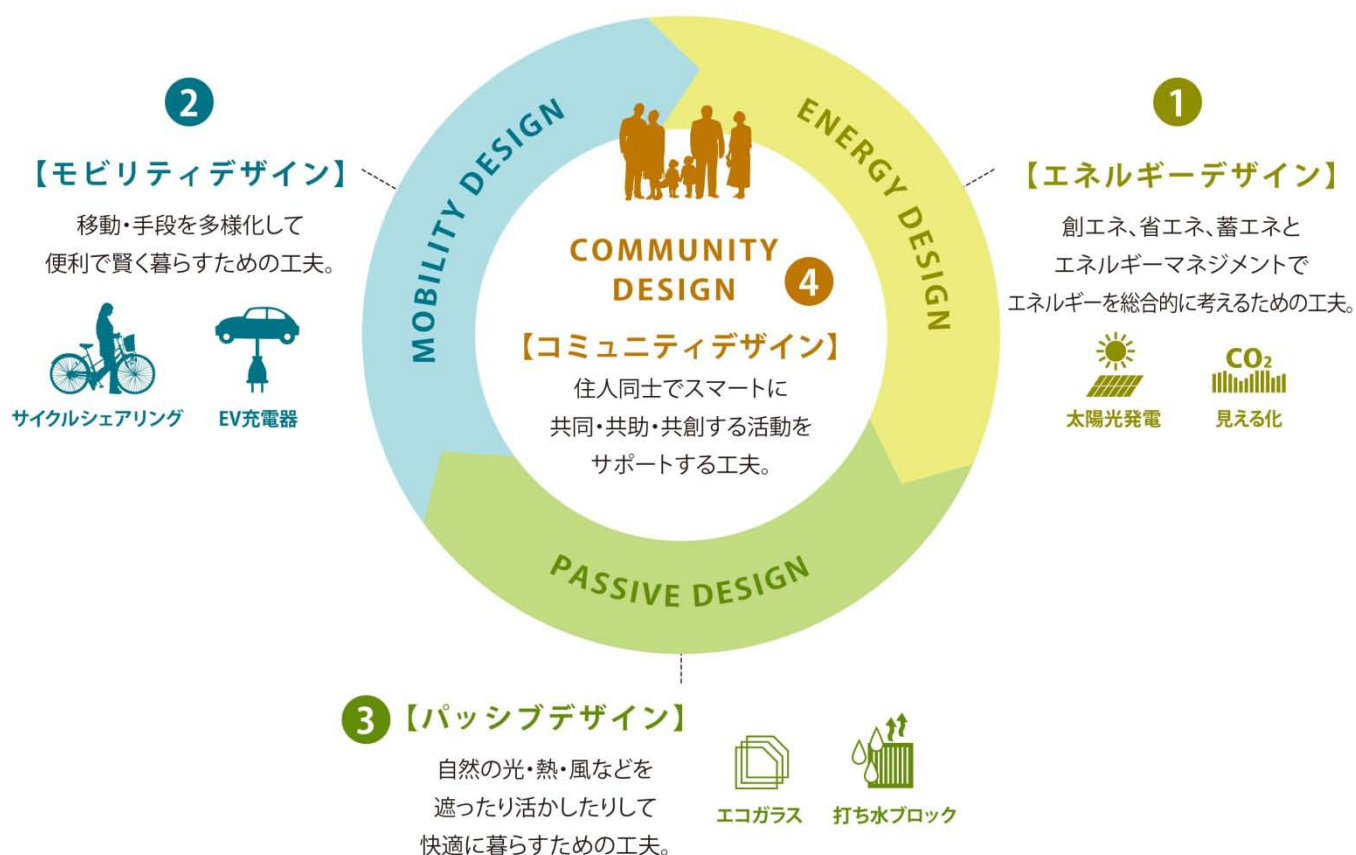 1
ENERGY DESIGN
【エネルギーデザイン】
創エネ、省エネ、蓄エネと
エネルギーマネジメントで
エネルギーを総合的に考えるための工夫。
太陽光発電
CO₂
見える化
2
MOBILITY DESIGN
【モビリティデザイン】
移動・手段を多様化して
便利で賢く暮らすための工夫。
サイクルシェアリング
EV充電器
3
PASSIVE DESIGN
【パッシブデザイン】
自然の光・熱・風などを
遮ったり活かしたりして
快適に暮らすための工夫。
エコガラス
打ち水ブロック
COMMUNITY
DESIGN
4
【コミュニティデザイン】
住人同士でスマートに
共同・共助・共創する活動を
サポートする工夫。